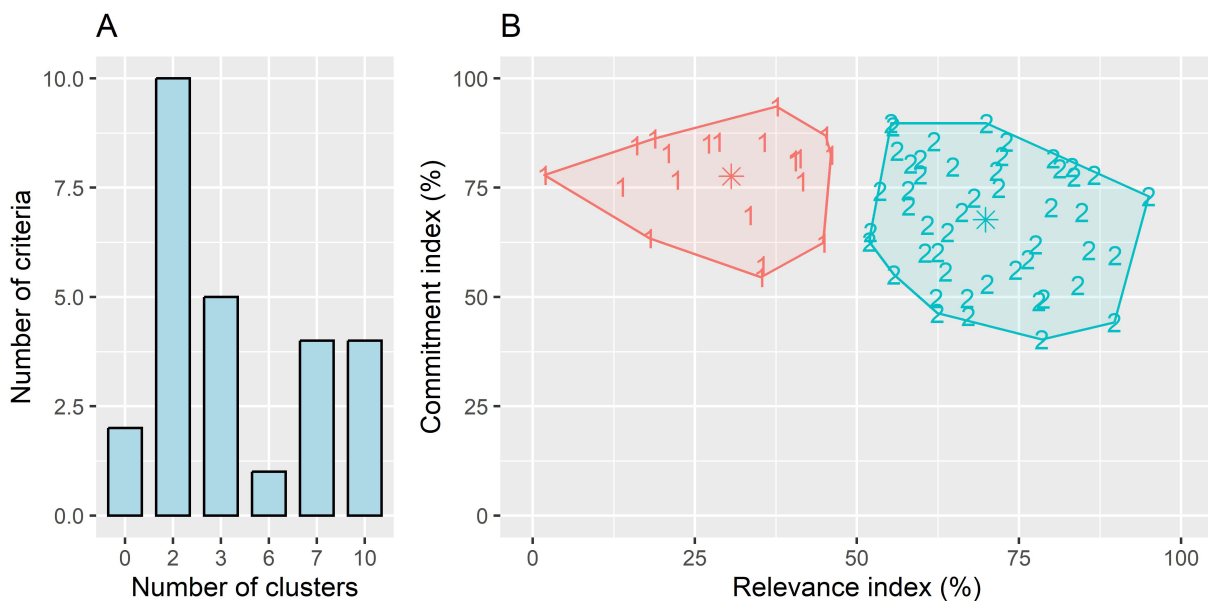 A
B
Number of criteria
10.0
7.5
5.0
2.5
0.0
0 2 3 6 7 10
Number of clusters
Commitment index (%)
100
75
50
25
0
0 25 50 75 100
Relevance index (%)